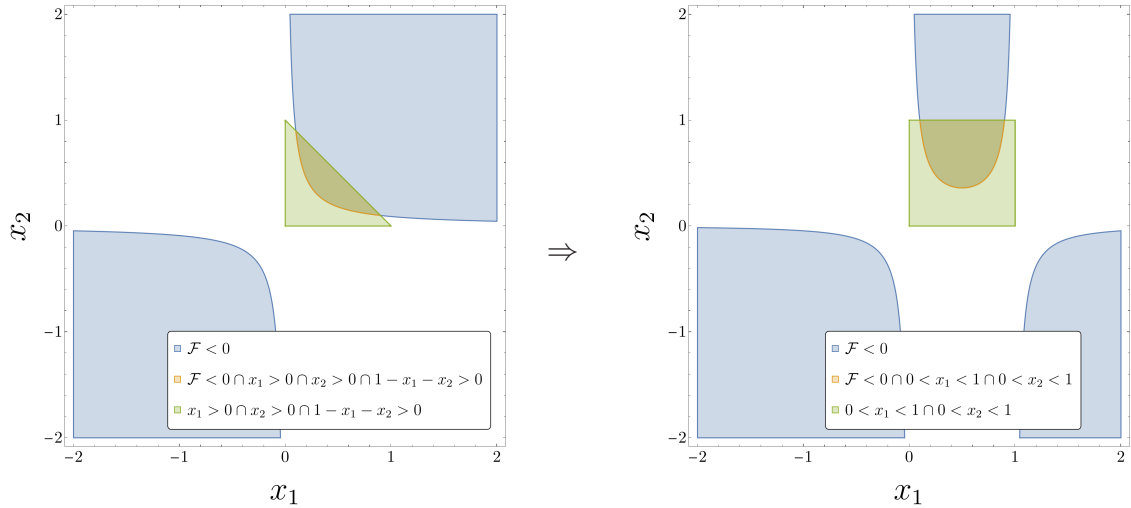 2
1
0
−1
−2
−2
−1
0
1
2
x₂
x₁
ℱ < 0
ℱ < 0 ∩ x₁ > 0 ∩ x₂ > 0 ∩ 1 − x₁ − x₂ > 0
x₁ > 0 ∩ x₂ > 0 ∩ 1 − x₁ − x₂ > 0
⇒
2
1
0
−1
−2
−2
−1
0
1
2
x₂
x₁
ℱ < 0
ℱ < 0 ∩ 0 < x₁ < 1 ∩ 0 < x₂ < 1
0 < x₁ < 1 ∩ 0 < x₂ < 1